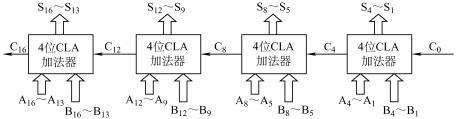 S₁₆～S₁₃ S₁₂～S₉ S₈～S₅ S₄～S₁
C₁₆ 4位CLA C₁₂ 4位CLA C₈ 4位CLA C₄ 4位CLA C₀
加法器 加法器 加法器 加法器
A₁₆～A₁₃ A₁₂～A₉ A₈～A₅ A₄～A₁
B₁₆～B₁₃ B₁₂～B₉ B₈～B₅ B₄～B₁